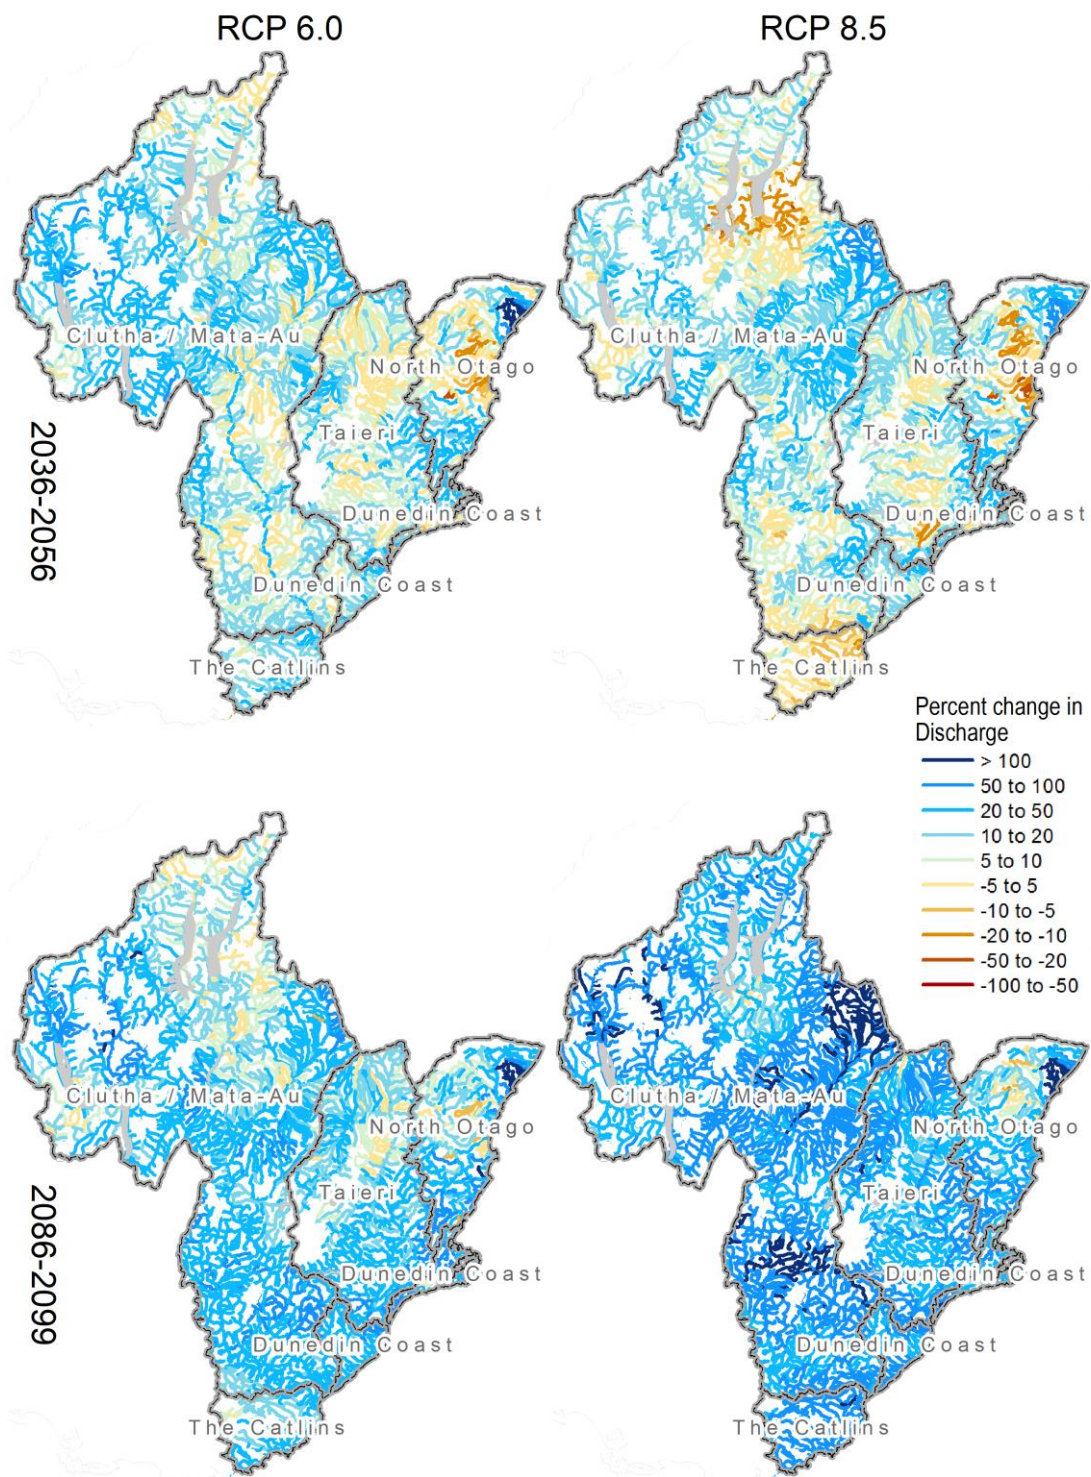 RCP 6.0
RCP 8.5
2036-2056
Clutha / Mata-Au
North Otago
Taieri
Dunedin Coast
Dunedin Coast
The Catlins
Clutha / Mata-Au
North Otago
Taieri
Dunedin Coast
Dunedin Coast
The Catlins
Percent change in
Discharge
> 100
50 to 100
20 to 50
10 to 20
5 to 10
-5 to 5
-10 to -5
-20 to -10
-50 to -20
-100 to -50
2086-2099
Clutha / Mata-Au
North Otago
Taieri
Dunedin Coast
Dunedin Coast
The Catlins
Clutha / Mata-Au
North Otago
Taieri
Dunedin Coast
Dunedin Coast
The Catlins